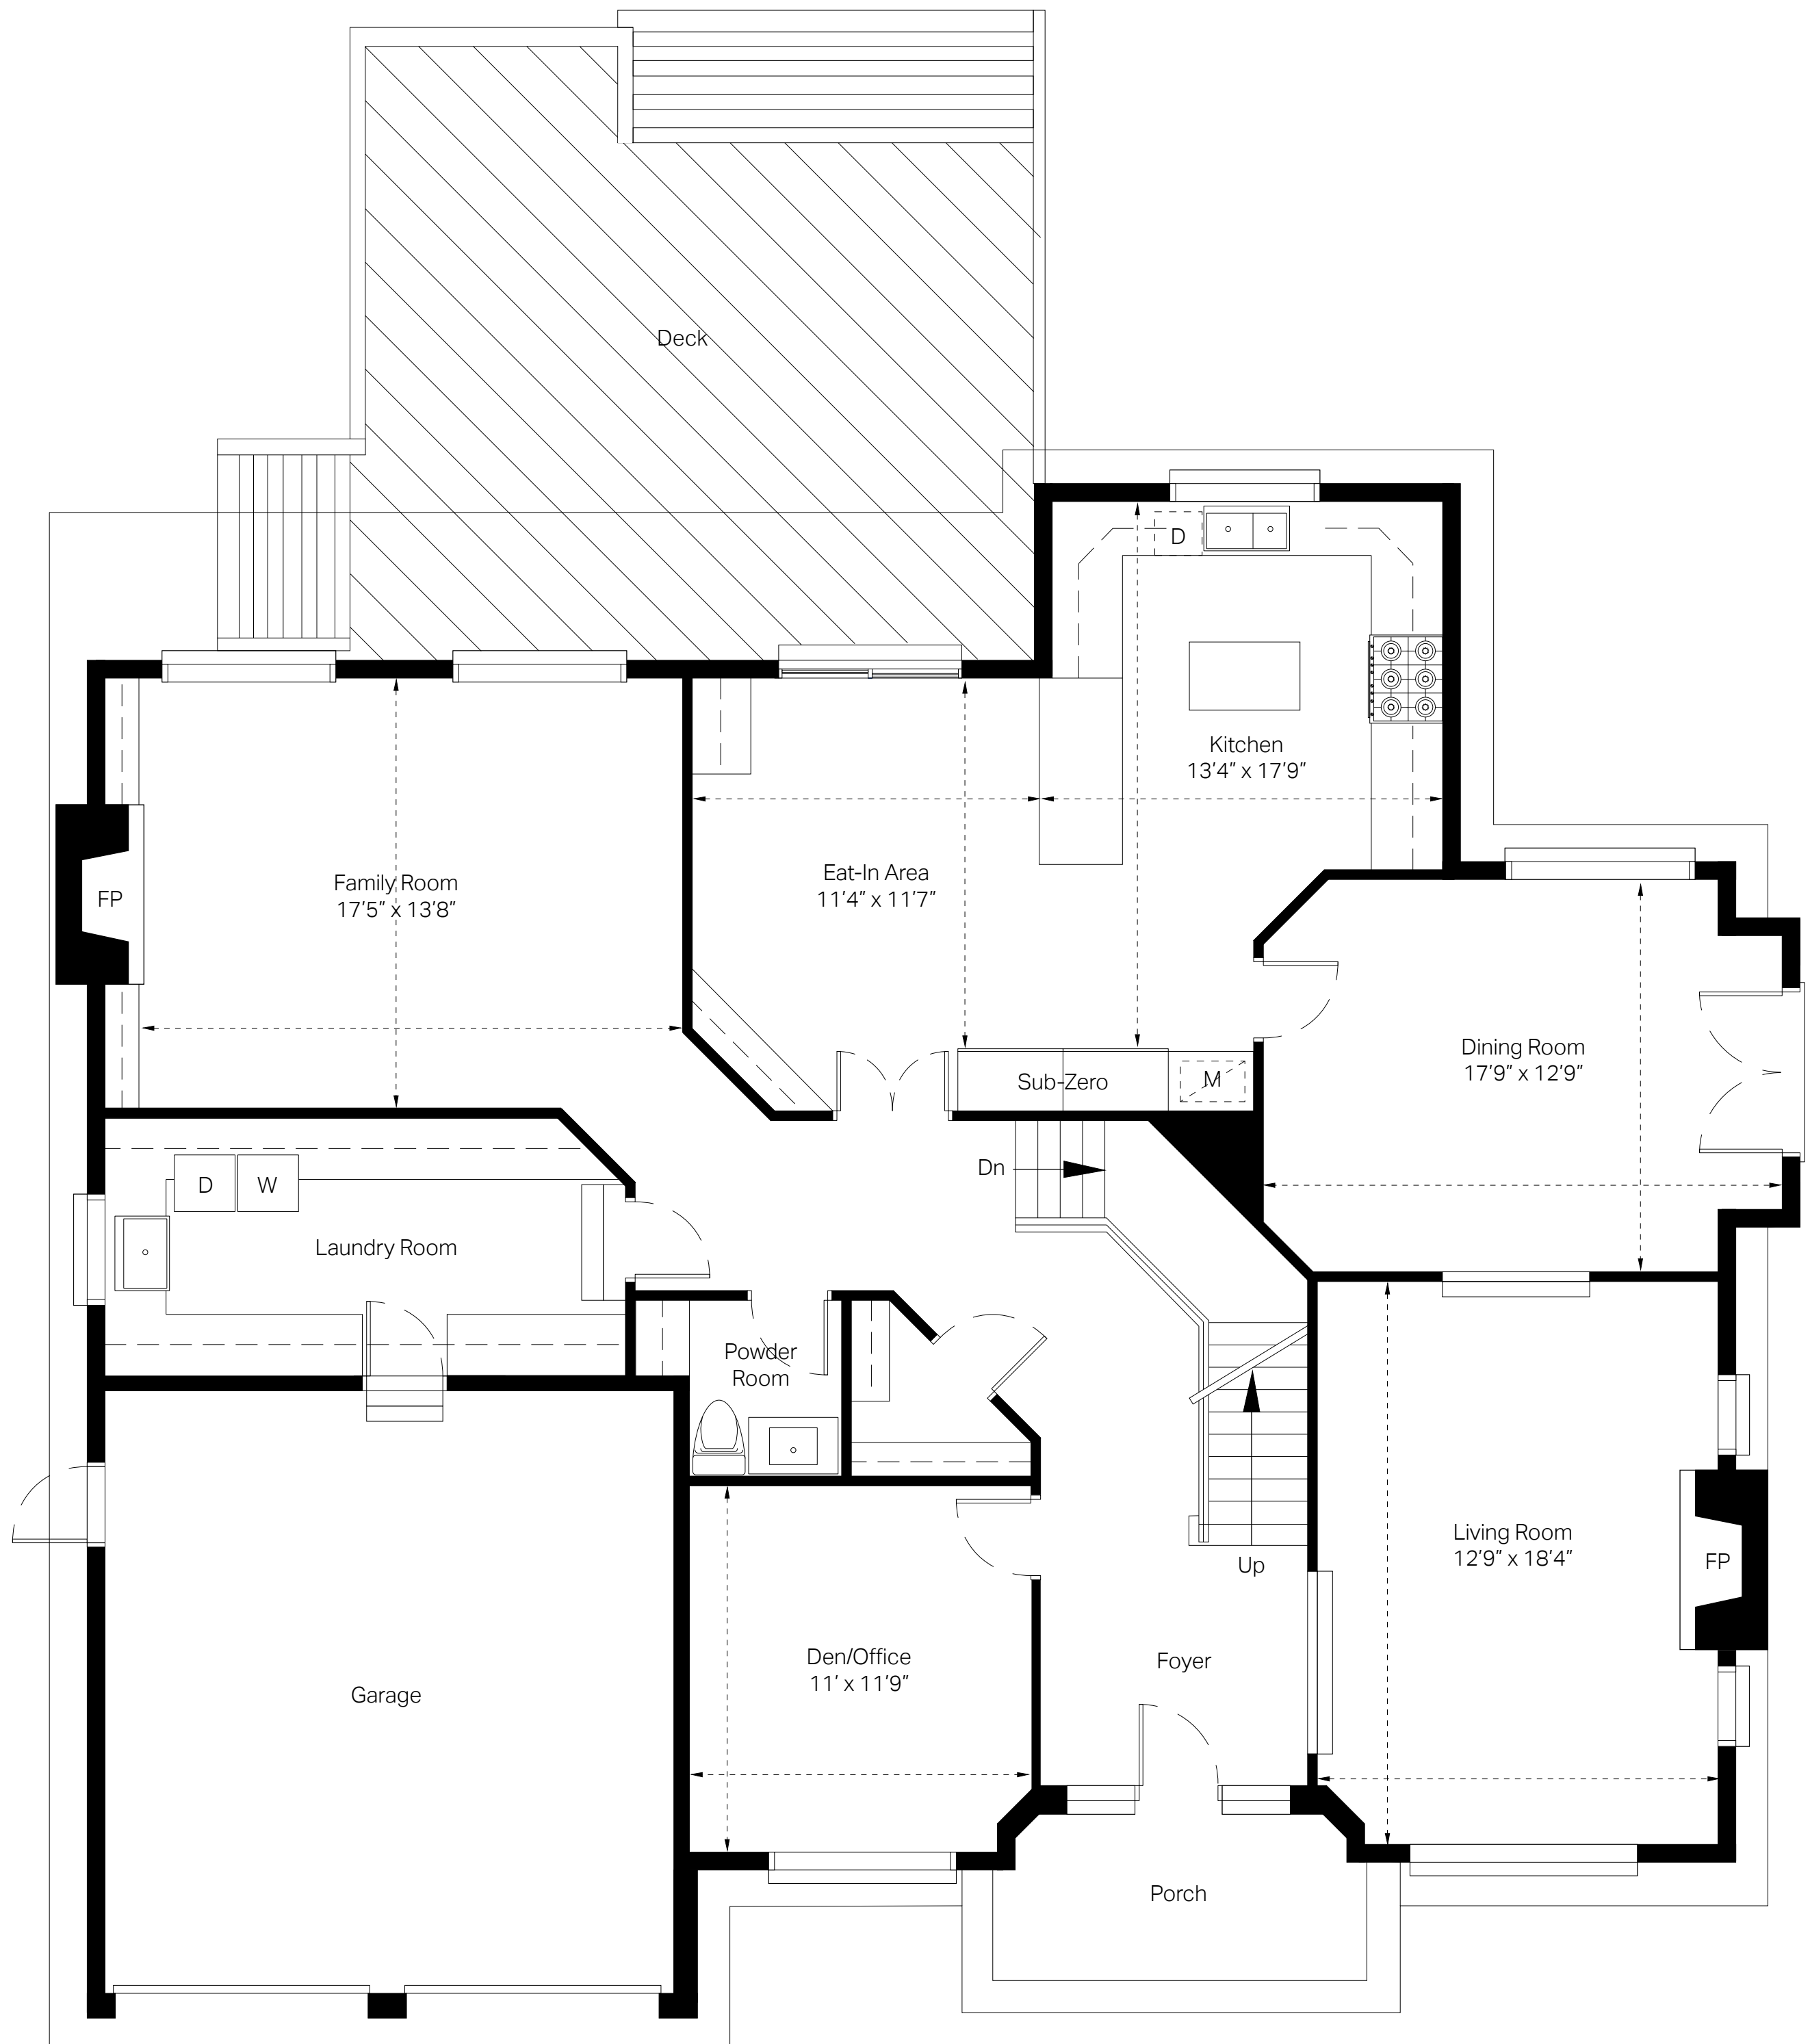 Deck
D
Kitchen
13'4" x 17'9"
Family Room
17'5" x 13'8"
FP
Eat-In Area
11'4" x 11'7"
Dining Room
17'9" x 12'9"
Sub-Zero
M
Dn
D
W
Laundry Room
Powder
Room
Living Room
12'9" x 18'4"
FP
Up
Den/Office
11' x 11'9"
Foyer
Garage
Porch